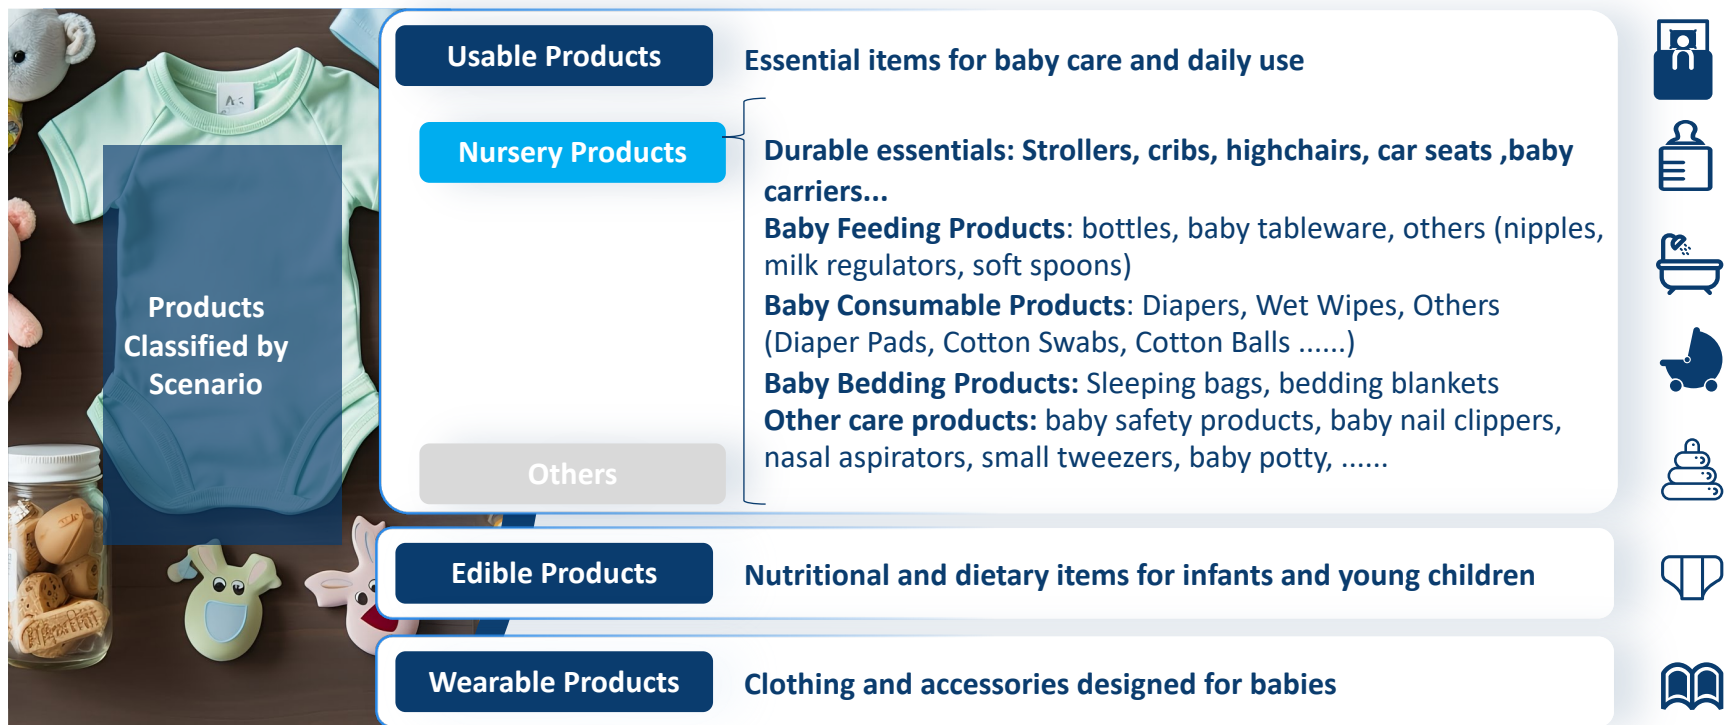 Products
Classified by
Scenario
Usable Products
Essential items for baby care and daily use
Nursery Products
Durable essentials: Strollers, cribs, highchairs, car seats ,baby
carriers...
Baby Feeding Products: bottles, baby tableware, others (nipples,
milk regulators, soft spoons)
Baby Consumable Products: Diapers, Wet Wipes, Others
(Diaper Pads, Cotton Swabs, Cotton Balls ......)
Baby Bedding Products: Sleeping bags, bedding blankets
Other care products: baby safety products, baby nail clippers,
nasal aspirators, small tweezers, baby potty, ......
Others
Edible Products
Nutritional and dietary items for infants and young children
Wearable Products
Clothing and accessories designed for babies